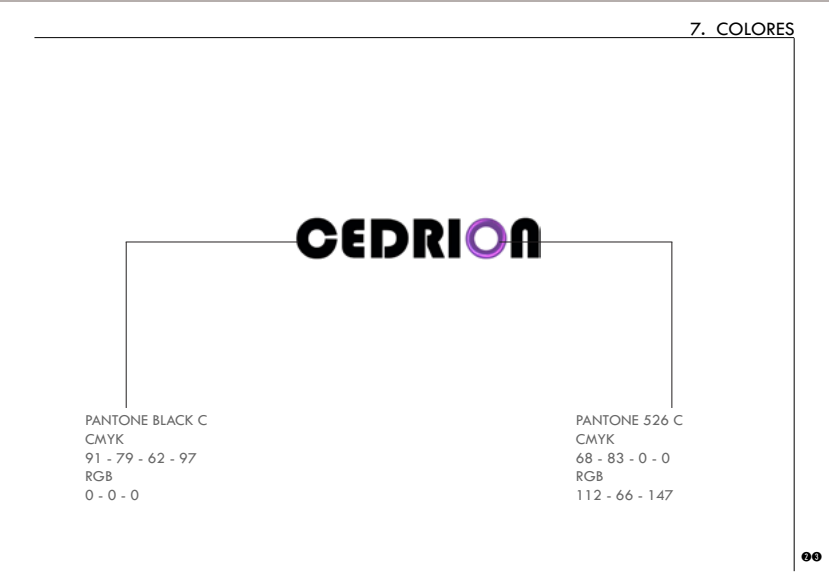 7. COLORES
CEDRION
PANTONE BLACK C
CMYK
91 - 79 - 62 - 97
RGB
0 - 0 - 0
PANTONE 526 C
CMYK
68 - 83 - 0 - 0
RGB
112 - 66 - 147
❷❸